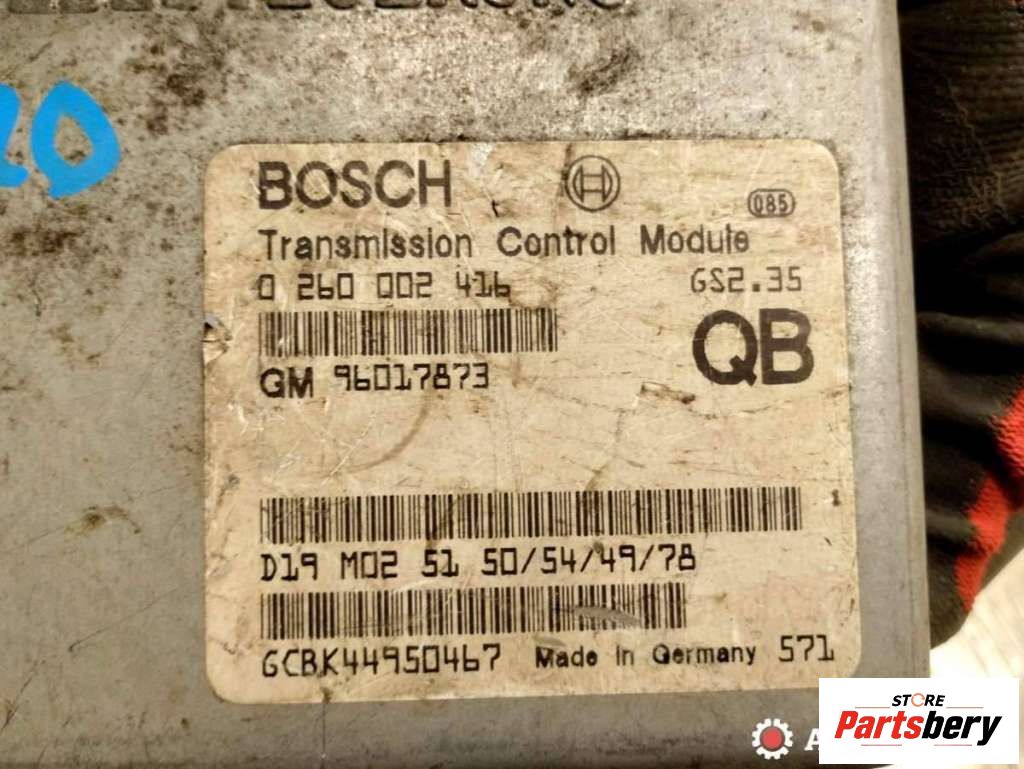 20
BOSCH
085
Transmission Control Module
0 260 002 416
GS2.35
QB
GM 96017873
D19 M02 51 50/54/49/78
GCBK44950467 Made in Germany 571
STORE
Partsbery